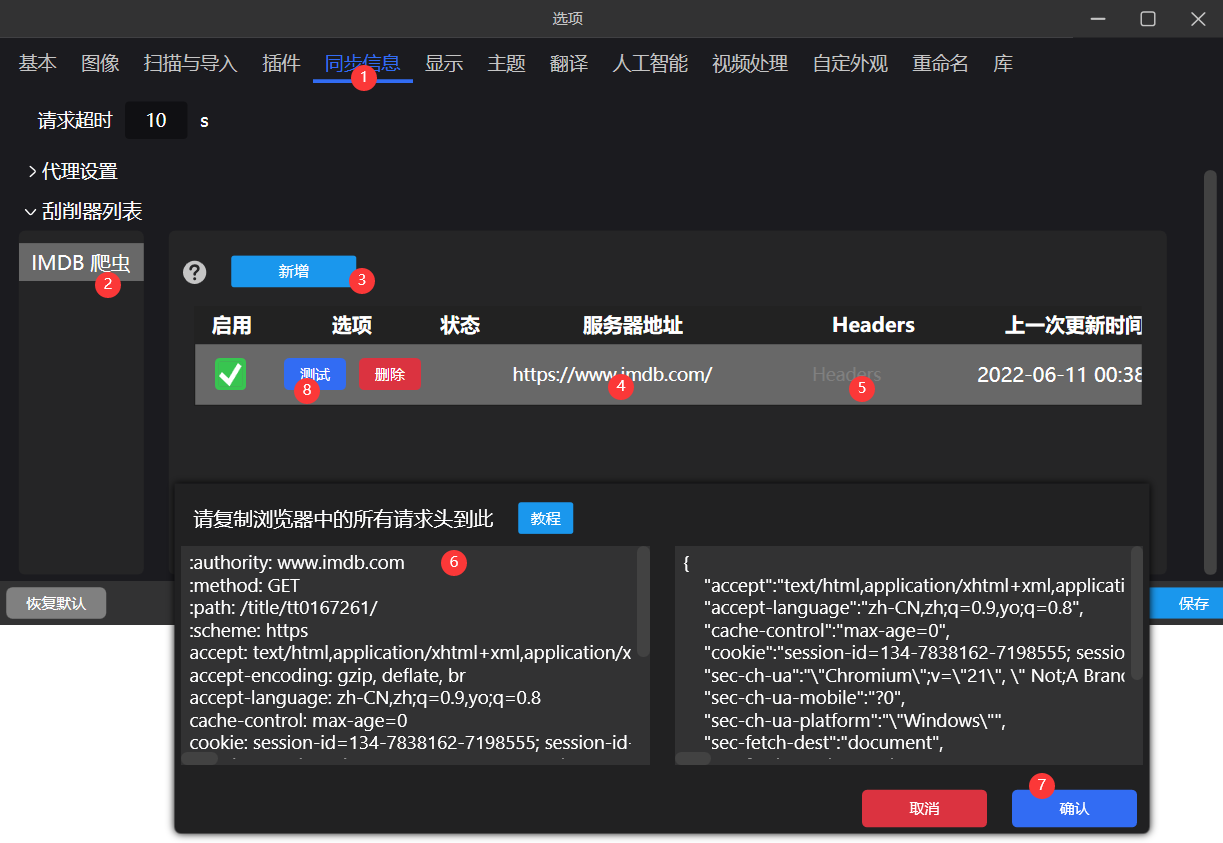 选项
基本 图像 扫描与导入 插件 同步信息 显示 主题 翻译 人工智能 视频处理 自定外观 重命名 库
1
请求超时 10 s
代理设置
刮削器列表
IMDB 爬虫
2
? 新增
3
启用 选项 状态 服务器地址 Headers 上一次更新时间
测试 删除 https://www.imdb.com/ Headers 2022-06-11 00:38
8 4 5
请复制浏览器中的所有请求头到此 教程
:authority: www.imdb.com
6
:method: GET
:path: /title/tt0167261/
:scheme: https
accept: text/html,application/xhtml+xml,application/x
accept-encoding: gzip, deflate, br
accept-language: zh-CN,zh;q=0.9,yo;q=0.8
cache-control: max-age=0
cookie: session-id=134-7838162-7198555; session-id-
{
"accept":"text/html,application/xhtml+xml,applicati
"accept-language":"zh-CN,zh;q=0.9,yo;q=0.8",
"cache-control":"max-age=0",
"cookie":"session-id=134-7838162-7198555; sessio
"sec-ch-ua":"\"Chromium\";v=\"21\", \" Not;A Branc
"sec-ch-ua-mobile":"?0",
"sec-ch-ua-platform":"\"Windows\"",
"sec-fetch-dest":"document",
恢复默认 保存
7
取消 确认